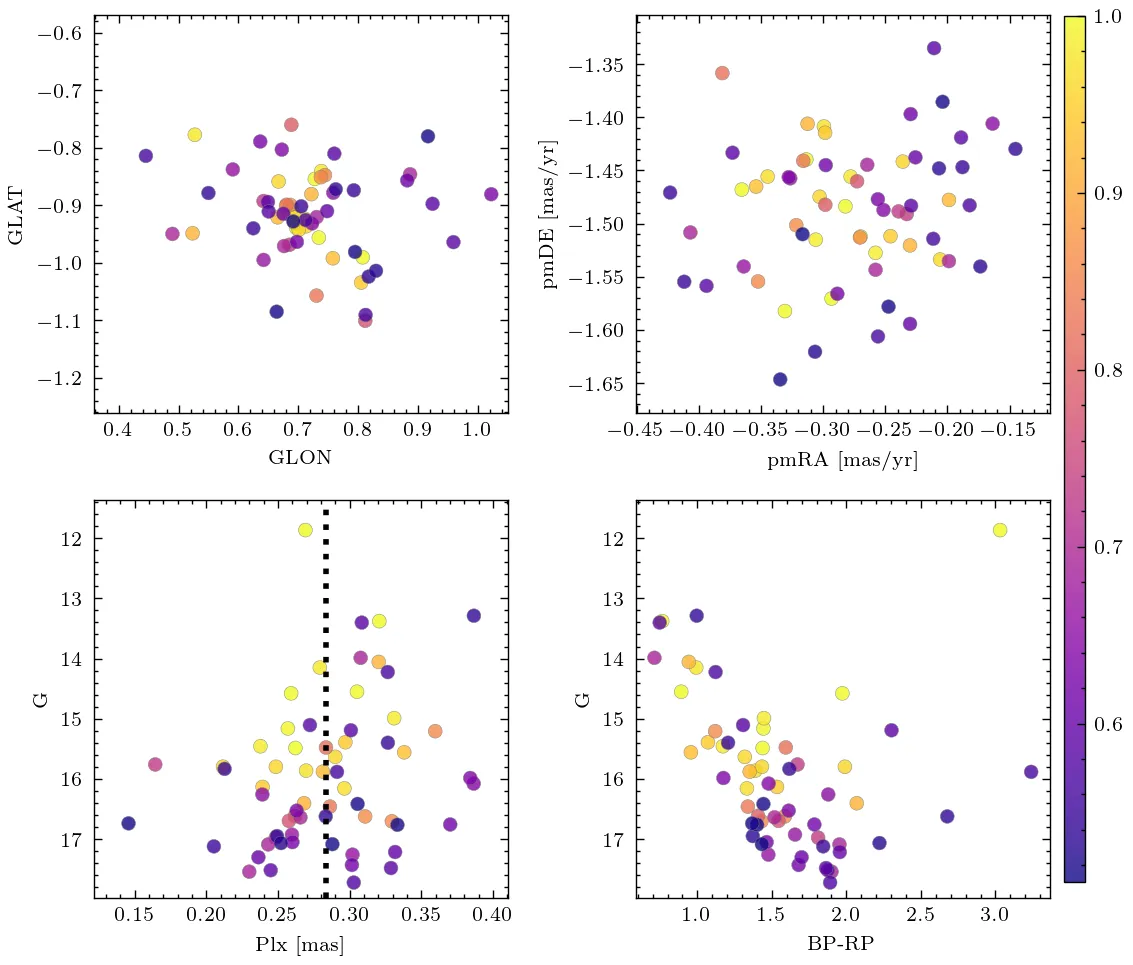 −0.6
−0.7
−0.8
−0.9
−1.0
−1.1
−1.2
GLAT
0.4 0.5 0.6 0.7 0.8 0.9 1.0
GLON
−1.35
−1.40
−1.45
−1.50
−1.55
−1.60
−1.65
pmDE [mas/yr]
−0.45 −0.40 −0.35 −0.30 −0.25 −0.20 −0.15
pmRA [mas/yr]
12
13
14
15
16
17
G
0.15 0.20 0.25 0.30 0.35 0.40
Plx [mas]
12
13
14
15
16
17
G
1.0 1.5 2.0 2.5 3.0
BP-RP
1.0
0.9
0.8
0.7
0.6